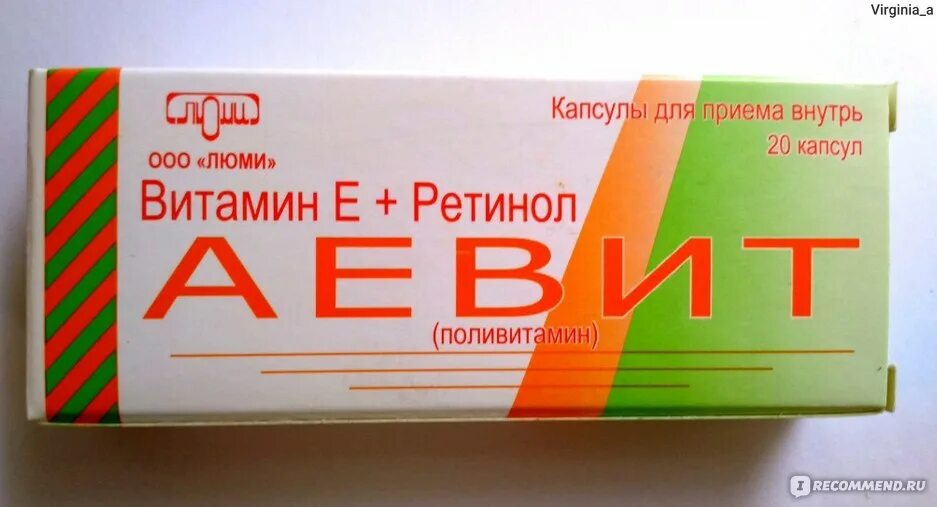 Virginia_a
люми
ООО «ЛЮМИ»
Капсулы для приема внутрь
20 капсул
Витамин Е + Ретинол
АЕВИТ
(поливитамин)
I RECOMMEND.RU